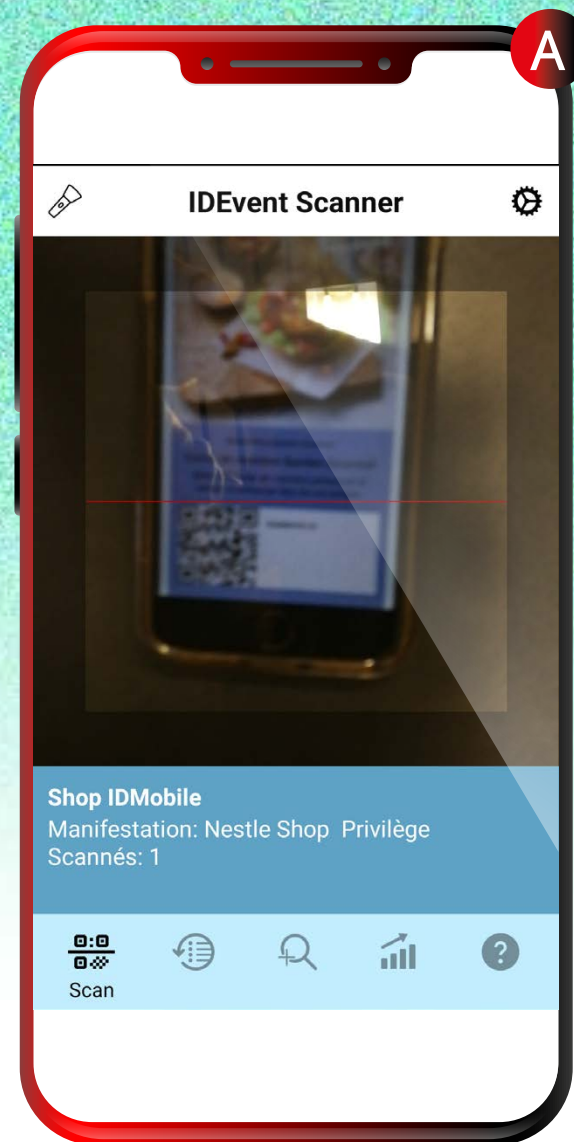 A
IDEvent Scanner
Shop IDMobile
Manifestation: Nestle Shop Privilège
Scannés: 1
Scan
?